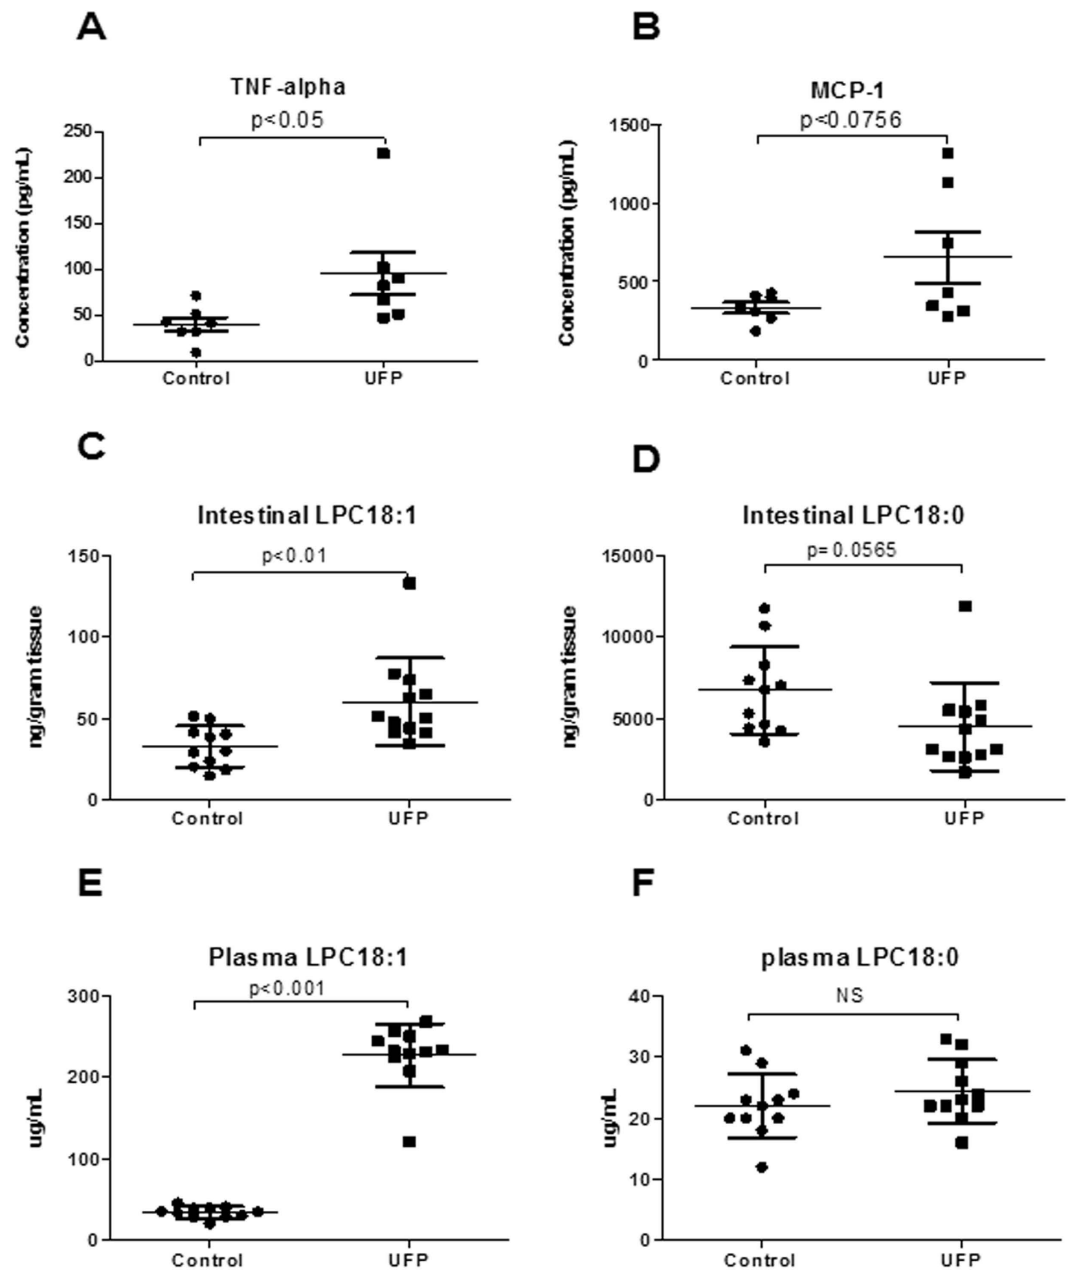 A
TNF-alpha
p<0.05
Concentration (pg/mL)
250
200
150
100
50
0
Control
UFP
B
MCP-1
p<0.0756
Concentration (pg/mL)
1500
1000
500
0
Control
UFP
C
Intestinal LPC18:1
p<0.01
ng/gram tissue
150
100
50
0
Control
UFP
D
Intestinal LPC18:0
p=0.0565
ng/gram tissue
15000
10000
5000
0
Control
UFP
E
Plasma LPC18:1
p<0.001
ug/mL
300
200
100
0
Control
UFP
F
plasma LPC18:0
NS
ug/mL
40
30
20
10
0
Control
UFP